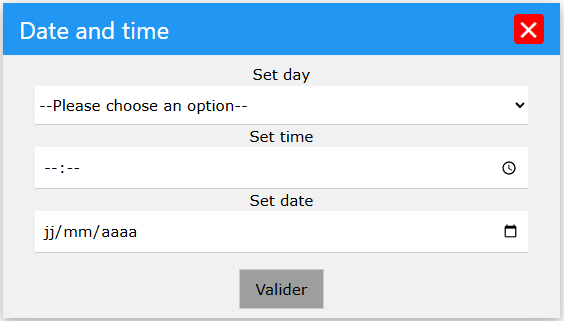 Date and time
Set day
--Please choose an option--
Set time
--:--
Set date
jj/mm/aaaa
Valider